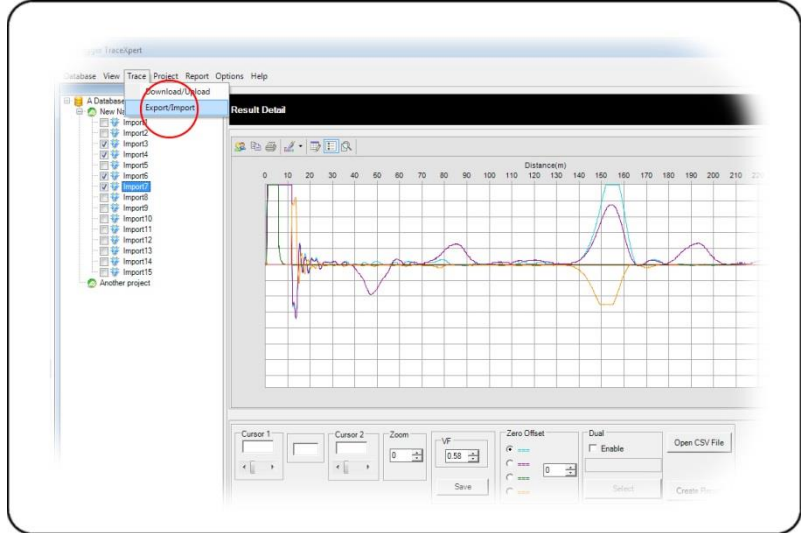 TraceXpert
Database View Trace Project Report Options Help
Download/Upload
Export/Import
A Database
New Na
Import1
Import2
Import3
Import4
Import5
Import6
Import7
Import8
Import9
Import10
Import11
Import12
Import13
Import14
Import15
Another project
Result Detail
Distance(m)
0 10 20 30 40 50 60 70 80 90 100 110 120 130 140 150 160 170 180 190 200 210 220
Cursor 1
Cursor 2
Zoom
0
VF
0.58
Save
Zero Offset
0
Dual
Enable
Select
Open CSV File
Create